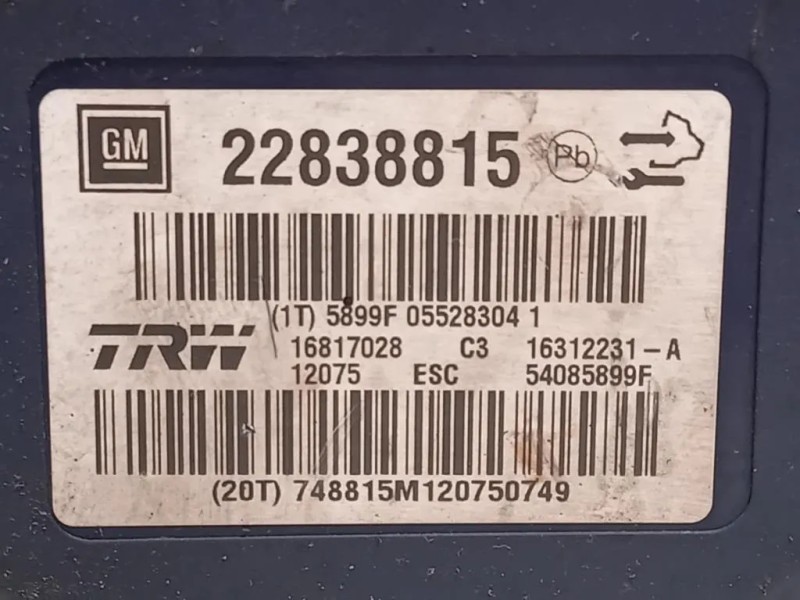 GM 22838815 Pb
(1T) 5899F 05528304 1
TRW 16817028 C3 16312231-A
12075 ESC 54085899F
(20T) 748815M120750749